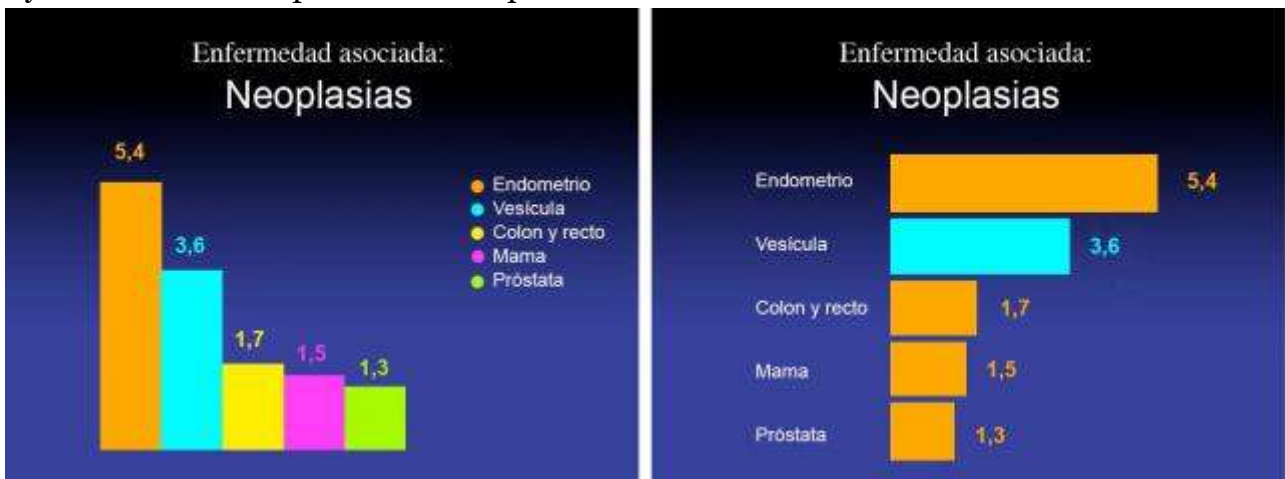 Enfermedad asociada:
Neoplasias
5,4
3,6
1,7
1,5
1,3
Endometrio
Vesícula
Colon y recto
Mama
Próstata
Enfermedad asociada:
Neoplasias
Endometrio 5,4
Vesícula 3,6
Colon y recto 1,7
Mama 1,5
Próstata 1,3